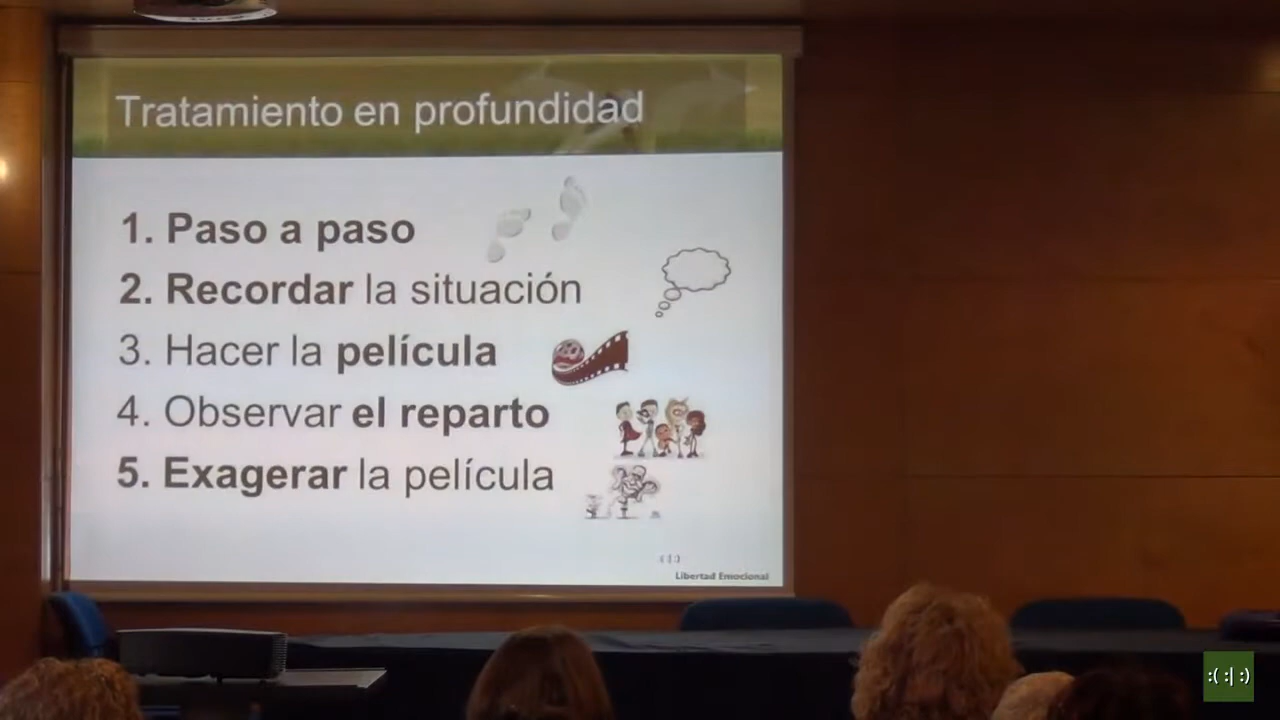 Tratamiento en profundidad
1. Paso a paso
2. Recordar la situación
3. Hacer la película
4. Observar el reparto
5. Exagerar la película
:( :| :)
Libertad Emocional
:( :| :)